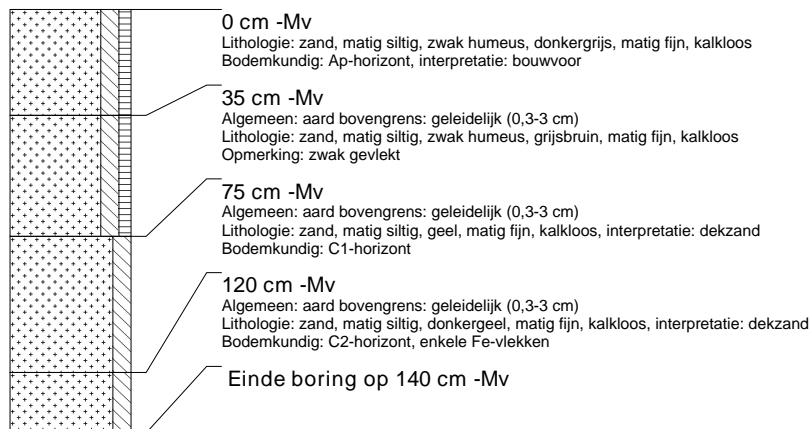 0 cm -Mv
Lithologie: zand, matig siltig, zwak humeus, donkergrijs, matig fijn, kalkloos
Bodemkundig: Ap-horizont, interpretatie: bouwvoor
35 cm -Mv
Algemeen: aard bovengrens: geleidelijk (0,3-3 cm)
Lithologie: zand, matig siltig, zwak humeus, grijsbruin, matig fijn, kalkloos
Opmerking: zwak gevlekt
75 cm -Mv
Algemeen: aard bovengrens: geleidelijk (0,3-3 cm)
Lithologie: zand, matig siltig, geel, matig fijn, kalkloos, interpretatie: dekzand
Bodemkundig: C1-horizont
120 cm -Mv
Algemeen: aard bovengrens: geleidelijk (0,3-3 cm)
Lithologie: zand, matig siltig, donkergeel, matig fijn, kalkloos, interpretatie: dekzand
Bodemkundig: C2-horizont, enkele Fe-vlekken
Einde boring op 140 cm -Mv